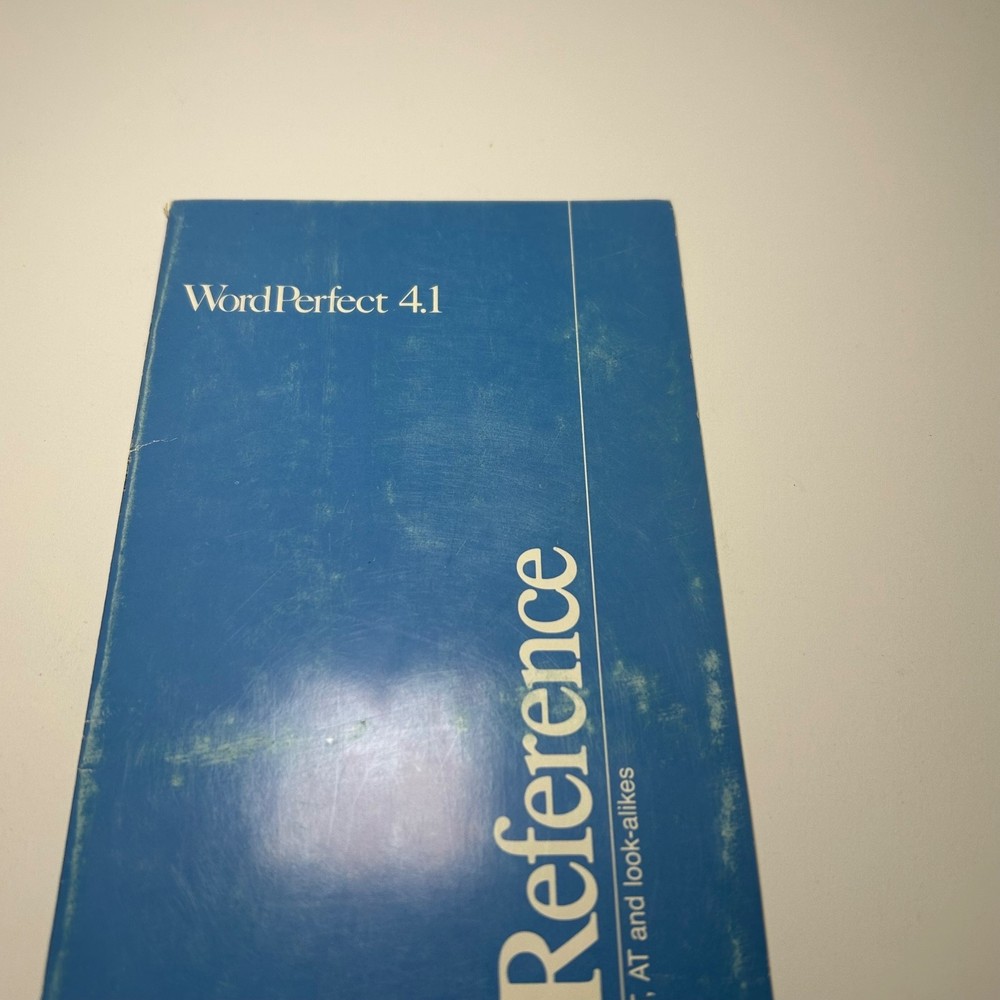 WordPerfect 4.1
Reference
, AT and look-alikes